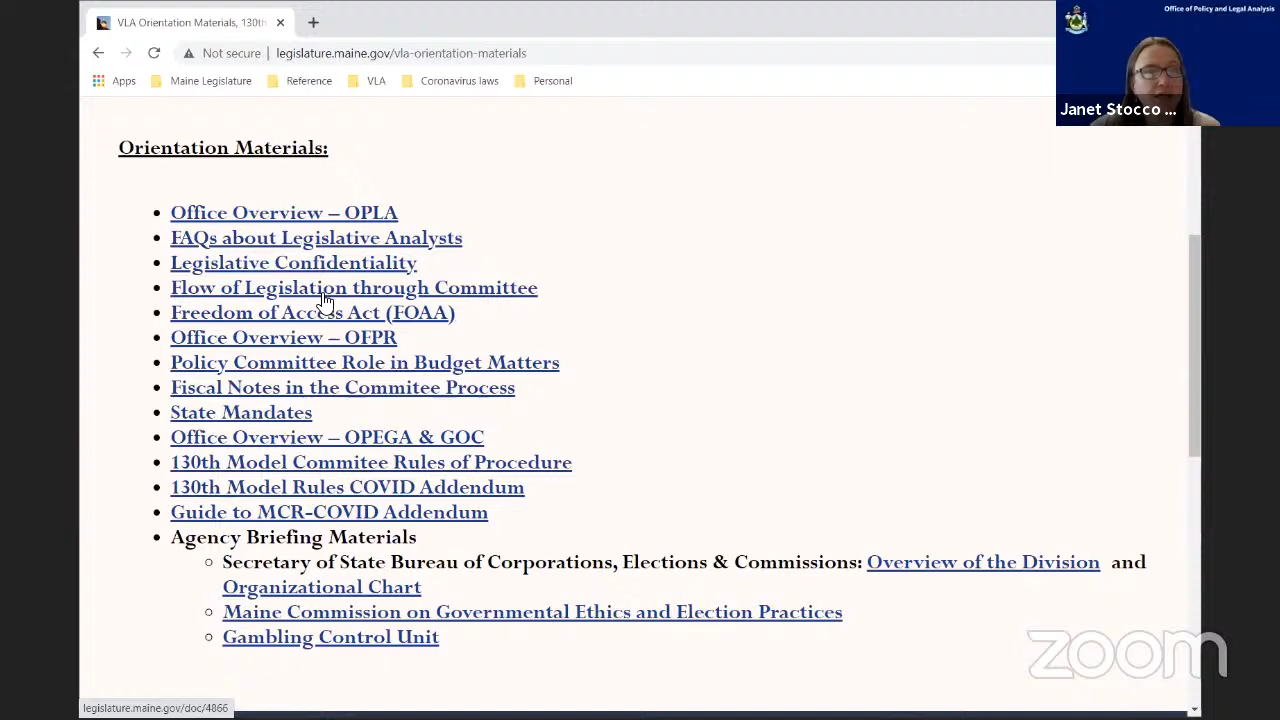 VLA Orientation Materials, 130th
Office of Policy and Legal Analysis
Not secure | legislature.maine.gov/vla-orientation-materials
Apps Maine Legislature Reference VLA Coronavirus laws Personal
Janet Stocco ...
Orientation Materials:
Office Overview – OPLA
FAQs about Legislative Analysts
Legislative Confidentiality
Flow of Legislation through Committee
Freedom of Access Act (FOAA)
Office Overview – OFPR
Policy Committee Role in Budget Matters
Fiscal Notes in the Commitee Process
State Mandates
Office Overview – OPEGA & GOC
130th Model Commitee Rules of Procedure
130th Model Rules COVID Addendum
Guide to MCR-COVID Addendum
Agency Briefing Materials
Secretary of State Bureau of Corporations, Elections & Commissions: Overview of the Division and
Organizational Chart
Maine Commission on Governmental Ethics and Election Practices
Gambling Control Unit
zoom
legislature.maine.gov/doc/4866